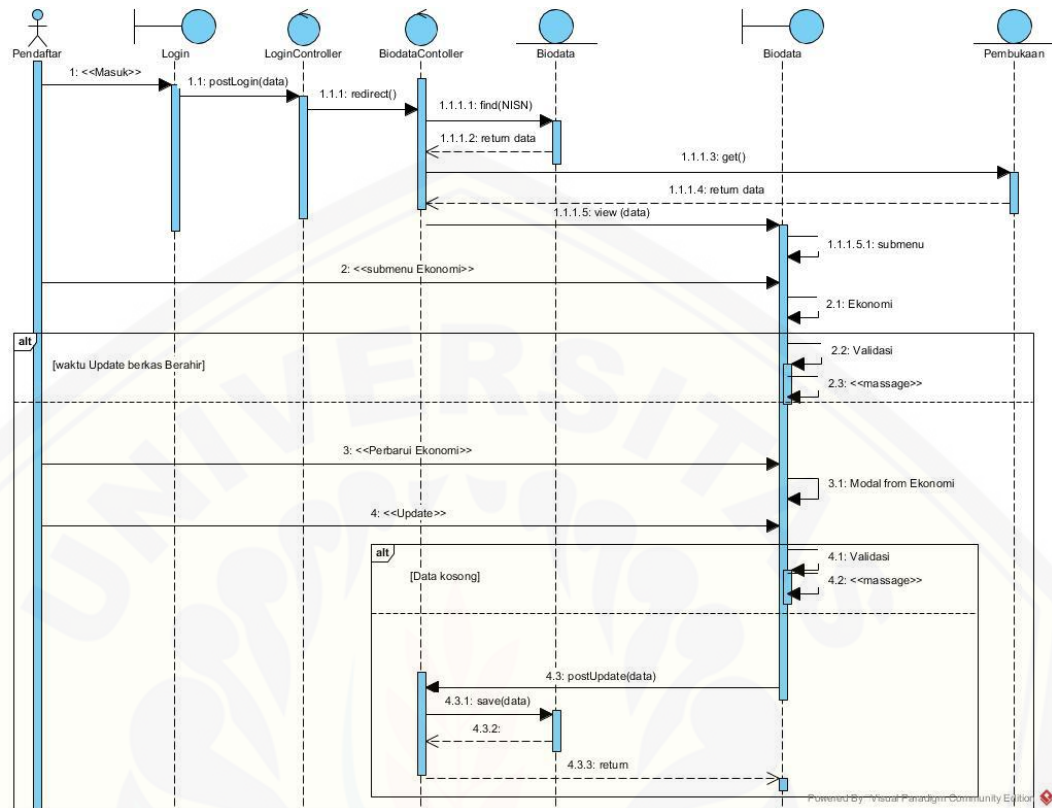 Pendaftar
Login
LoginController
BiodataContoller
Biodata
Biodata
Pembukaan
1: <<Masuk>>
1.1: postLogin(data)
1.1.1: redirect()
1.1.1.1: find(NISN)
1.1.1.2: return data
1.1.1.3: get()
1.1.1.4: return data
1.1.1.5: view (data)
1.1.1.5.1: submenu
2: <<submenu Ekonomi>>
2.1: Ekonomi
alt
[waktu Update berkas Berahir]
2.2: Validasi
2.3: <<massage>>
3: <<Perbarui Ekonomi>>
3.1: Modal from Ekonomi
4: <<Update>>
alt
[Data kosong]
4.1: Validasi
4.2: <<massage>>
4.3: postUpdate(data)
4.3.1: save(data)
4.3.2:
4.3.3: return
UNIVERSITAS
Powered By Visual Paradigm Community Edition